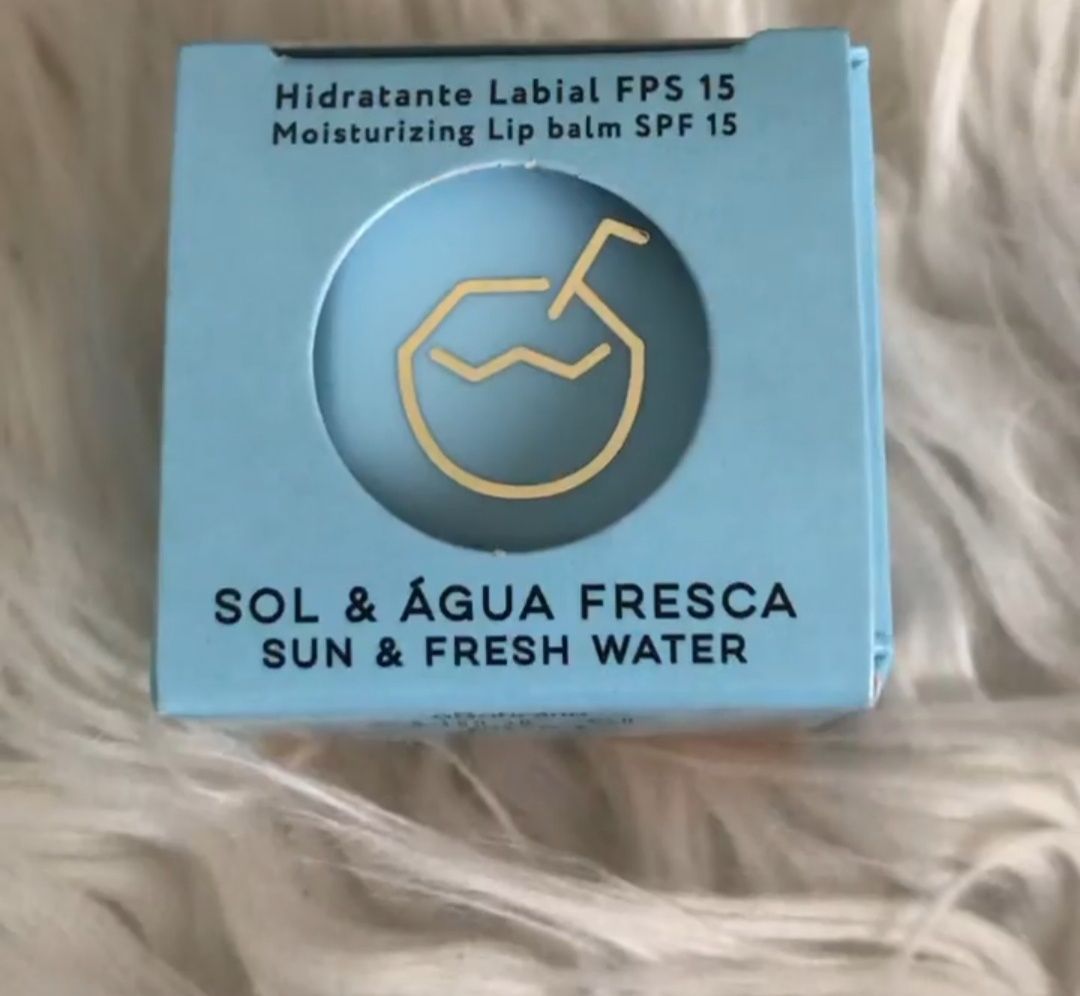 Hidratante Labial FPS 15
Moisturizing Lip balm SPF 15
SOL & ÁGUA FRESCA
SUN & FRESH WATER